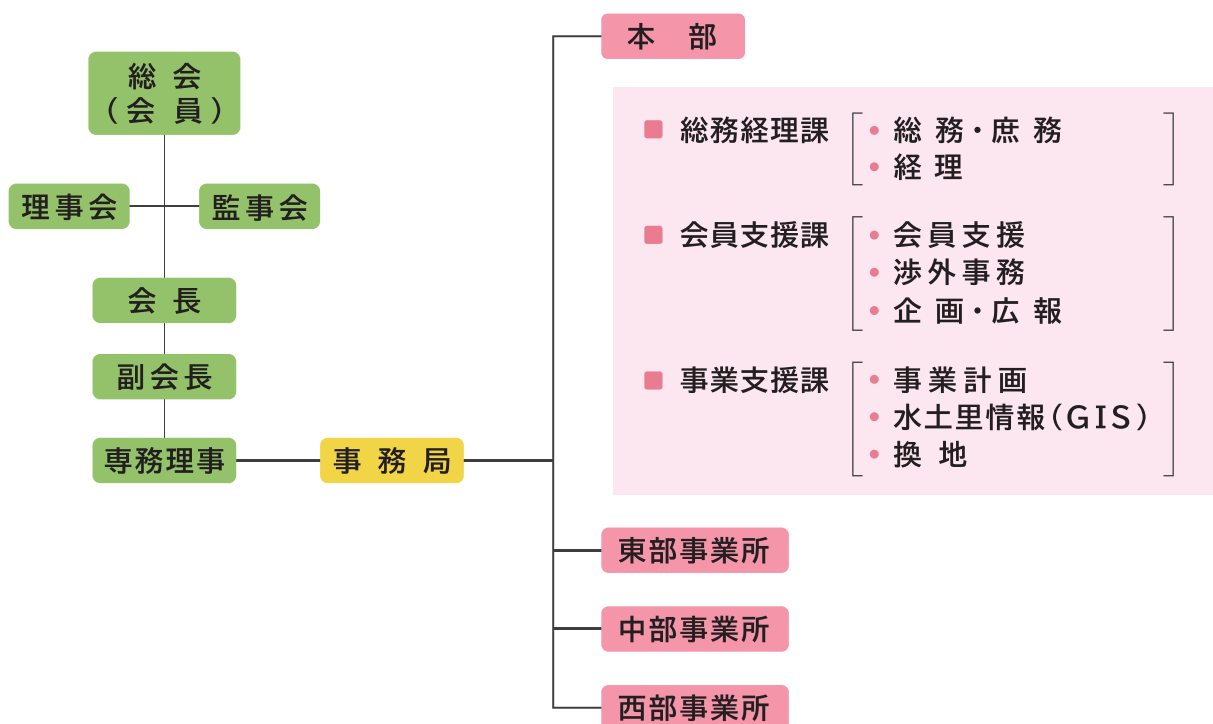 総会
（会員）
理事会
監事会
会長
副会長
専務理事
事務局
本部
総務経理課
・総務・庶務
・経理
会員支援課
・会員支援
・渉外事務
・企画・広報
事業支援課
・事業計画
・水土里情報（GIS）
・換地
東部事業所
中部事業所
西部事業所